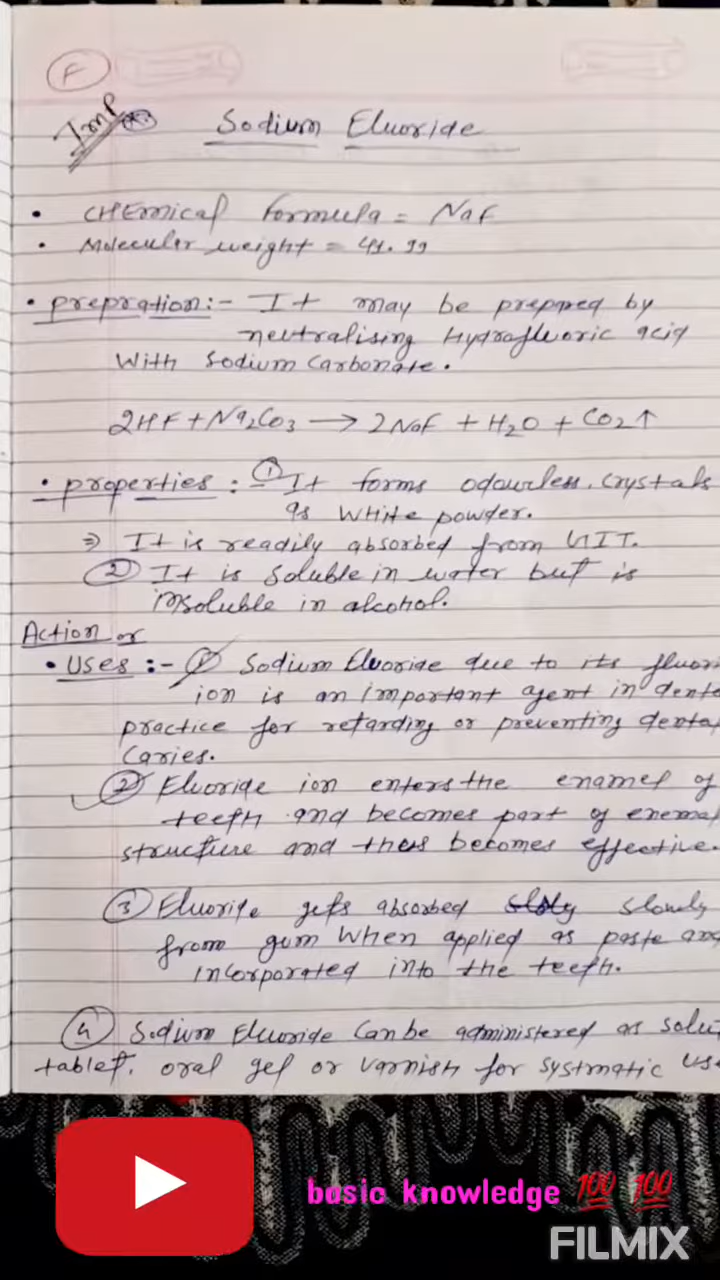 F
Imp
Sodium Fluoride
• CHEmical Formula = NaF
• Molecular weight = 41.99
• prepration:- It may be prepared by
neutralising Hydrofluoric acid
With Sodium Carbonate.
2HF + Na2Co3 → 2NaF + H2O + CO2↑
• properties: ① It forms odourless, crystals
as White powder.
⇒ It is readily absorbed from GIT.
② It is soluble in water but is
insoluble in alcohol.
Action or
• Uses :- ① Sodium Fluoride due to its fluori
ion is an important agent in denta
practice for retarding or preventing denta
Caries.
② Fluoride ion enters the enamel of
teeth and becomes part of enemal
structure and thus becomes effective.
③ Fluoride gets absorbed slowly
from gum When applied as paste and
incorporated into the teeth.
④ Sodium Fluoride Can be administered as solut
tablet, oral gel or varnish for systmatic us
basic knowledge 💯 💯
FILMIX